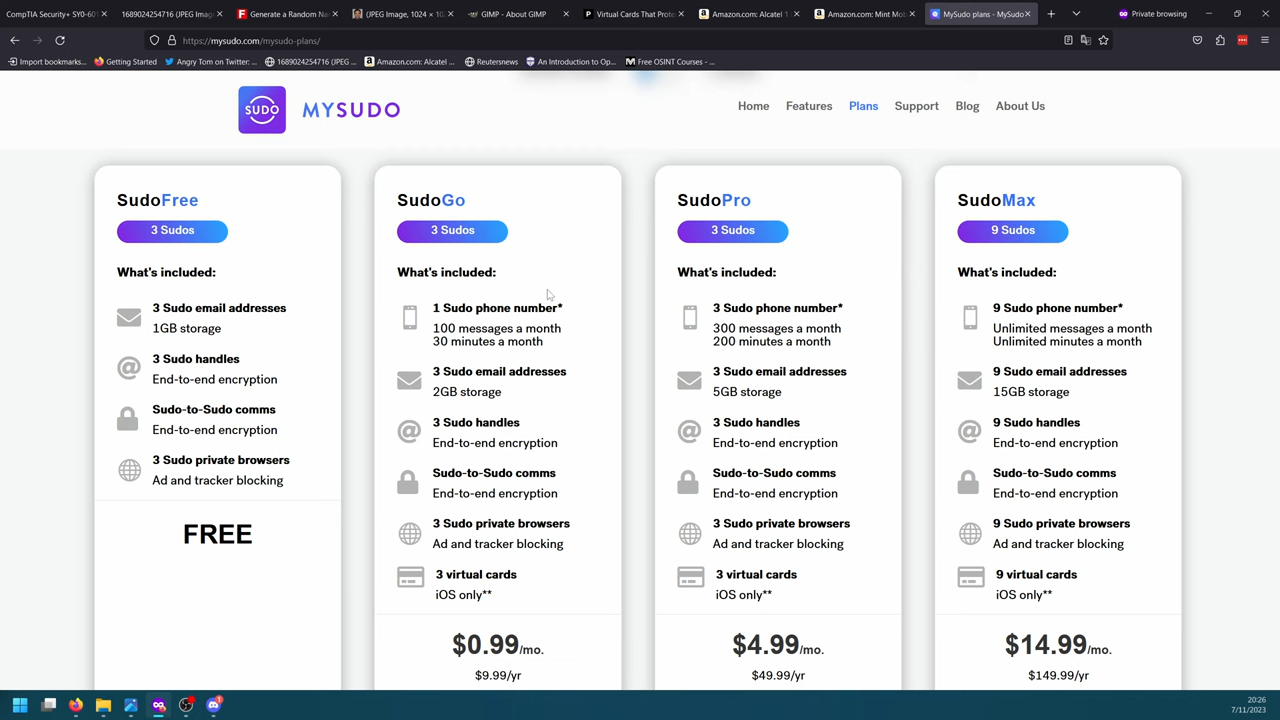 CompTIA Security+ SY0-601
1689024254716 (JPEG Imag
Generate a Random Na
(JPEG Image, 1024 × 10
GIMP - About GIMP
Virtual Cards That Prote
Amazon.com: Alcatel 1
Amazon.com: Mint Mob
MySudo plans - MySudo
Private browsing
https://mysudo.com/mysudo-plans/
Import bookmarks...
Getting Started
Angry Tom on Twitter: ...
1689024254716 (JPEG ...
Amazon.com: Alcatel ...
Reutersnews
An Introduction to Op...
Free OSINT Courses - ...
SUDO
MYSUDO
Home
Features
Plans
Support
Blog
About Us
SudoFree
3 Sudos
What's included:
3 Sudo email addresses
1GB storage
3 Sudo handles
End-to-end encryption
Sudo-to-Sudo comms
End-to-end encryption
3 Sudo private browsers
Ad and tracker blocking
FREE
SudoGo
3 Sudos
What's included:
1 Sudo phone number*
100 messages a month
30 minutes a month
3 Sudo email addresses
2GB storage
3 Sudo handles
End-to-end encryption
Sudo-to-Sudo comms
End-to-end encryption
3 Sudo private browsers
Ad and tracker blocking
3 virtual cards
iOS only**
$0.99/mo.
$9.99/yr
SudoPro
3 Sudos
What's included:
3 Sudo phone number*
300 messages a month
200 minutes a month
3 Sudo email addresses
5GB storage
3 Sudo handles
End-to-end encryption
Sudo-to-Sudo comms
End-to-end encryption
3 Sudo private browsers
Ad and tracker blocking
3 virtual cards
iOS only**
$4.99/mo.
$49.99/yr
SudoMax
9 Sudos
What's included:
9 Sudo phone number*
Unlimited messages a month
Unlimited minutes a month
9 Sudo email addresses
15GB storage
9 Sudo handles
End-to-end encryption
Sudo-to-Sudo comms
End-to-end encryption
9 Sudo private browsers
Ad and tracker blocking
9 virtual cards
iOS only**
$14.99/mo.
$149.99/yr
20:26
7/11/2023